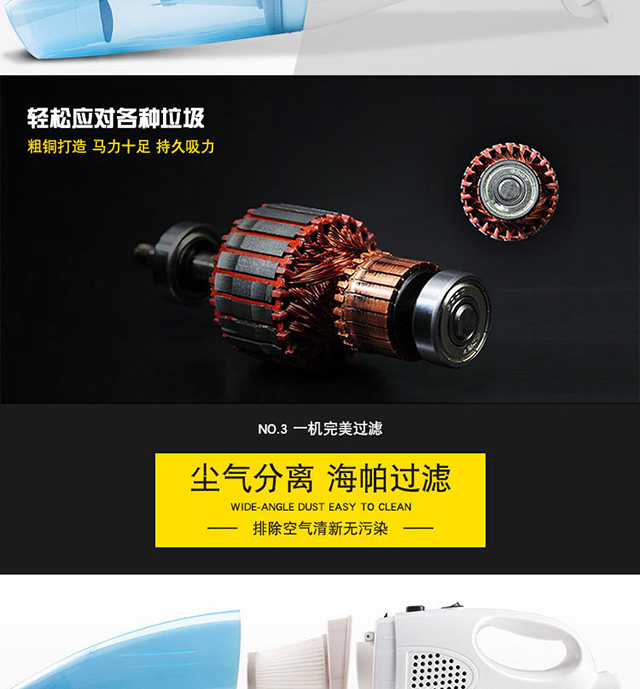 轻松应对各种垃圾
粗铜打造 马力十足 持久吸力
NO.3 一机完美过滤
尘气分离 海帕过滤
WIDE-ANGLE DUST EASY TO CLEAN
排除空气清新无污染